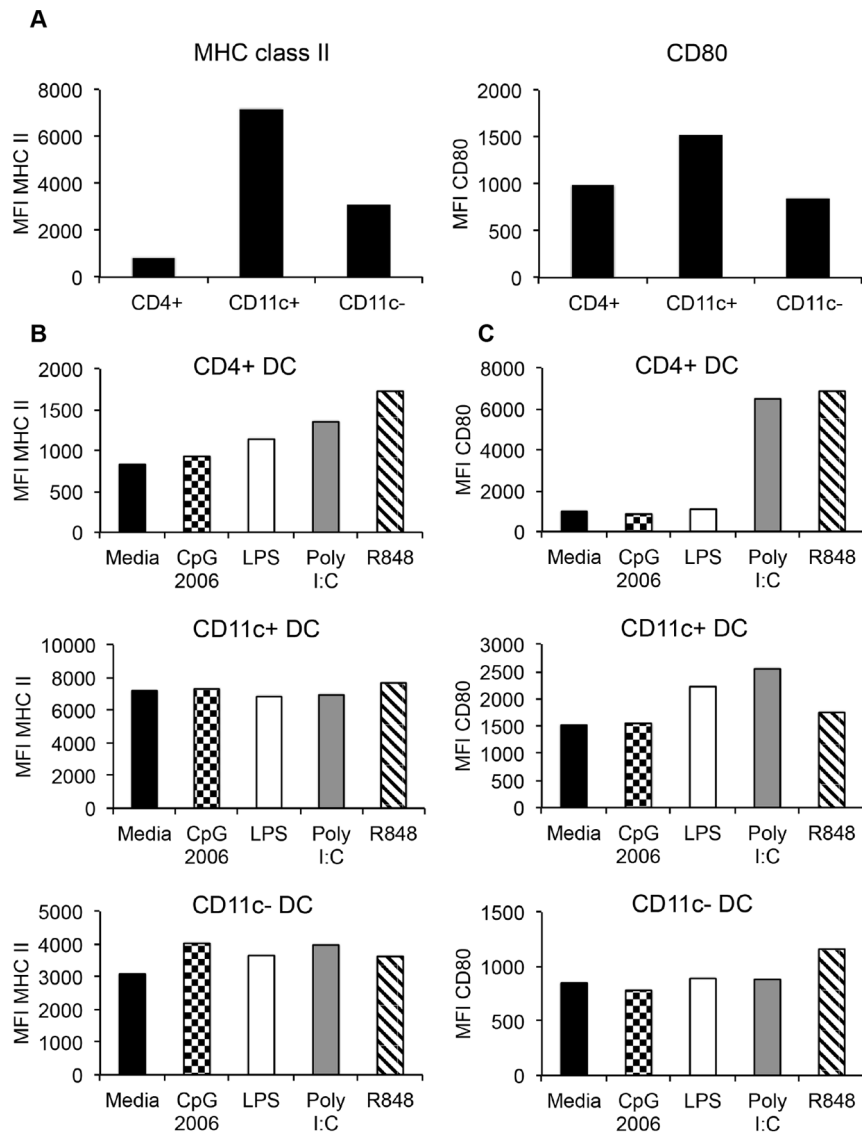 A
MHC class II
MFI MHC II
8000
6000
4000
2000
0
CD4+ CD11c+ CD11c-
CD80
MFI CD80
2000
1500
1000
500
0
CD4+ CD11c+ CD11c-
B
CD4+ DC
MFI MHC II
2000
1500
1000
500
0
Media CpG LPS Poly R848
2006 I:C
CD11c+ DC
MFI MHC II
10000
8000
6000
4000
2000
0
Media CpG LPS Poly R848
2006 I:C
CD11c- DC
MFI MHC II
5000
4000
3000
2000
1000
0
Media CpG LPS Poly R848
2006 I:C
C
CD4+ DC
MFI CD80
8000
6000
4000
2000
0
Media CpG LPS Poly R848
2006 I:C
CD11c+ DC
MFI CD80
3000
2500
2000
1500
1000
500
0
Media CpG LPS Poly R848
2006 I:C
CD11c- DC
MFI CD80
1500
1000
500
0
Media CpG LPS Poly R848
2006 I:C